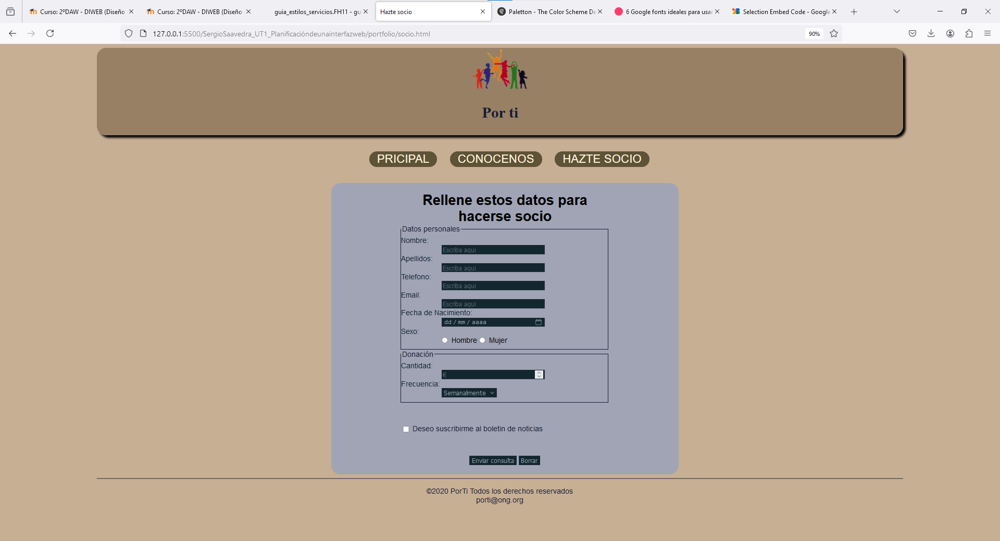 Curso: 2ºDAW - DIWEB (Diseño
Curso: 2ºDAW - DIWEB (Diseño
guia_estilos_servicios.FH11 - gu
Hazte socio
Paletton - The Color Scheme De
6 Google fonts ideales para usar
Selection Embed Code - Google
127.0.0.1:5500/SergioSaavedra_UT1_Planificacióndeunainterfazweb/portfolio/socio.html
90%
Por ti
PRICIPAL
CONOCENOS
HAZTE SOCIO
Rellene estos datos para
hacerse socio
Datos personales
Nombre:
Escriba aqui
Apellidos:
Escriba aqui
Telefono:
Escriba aqui
Email:
Escriba aqui
Fecha de Nacimiento:
dd / mm / aaaa
Sexo:
Hombre Mujer
Donación
Cantidad:
€
Frecuencia:
Semanalmente
Deseo suscribirme al boletin de noticias
Enviar consulta Borrar
©2020 PorTi Todos los derechos reservados
porti@ong.org